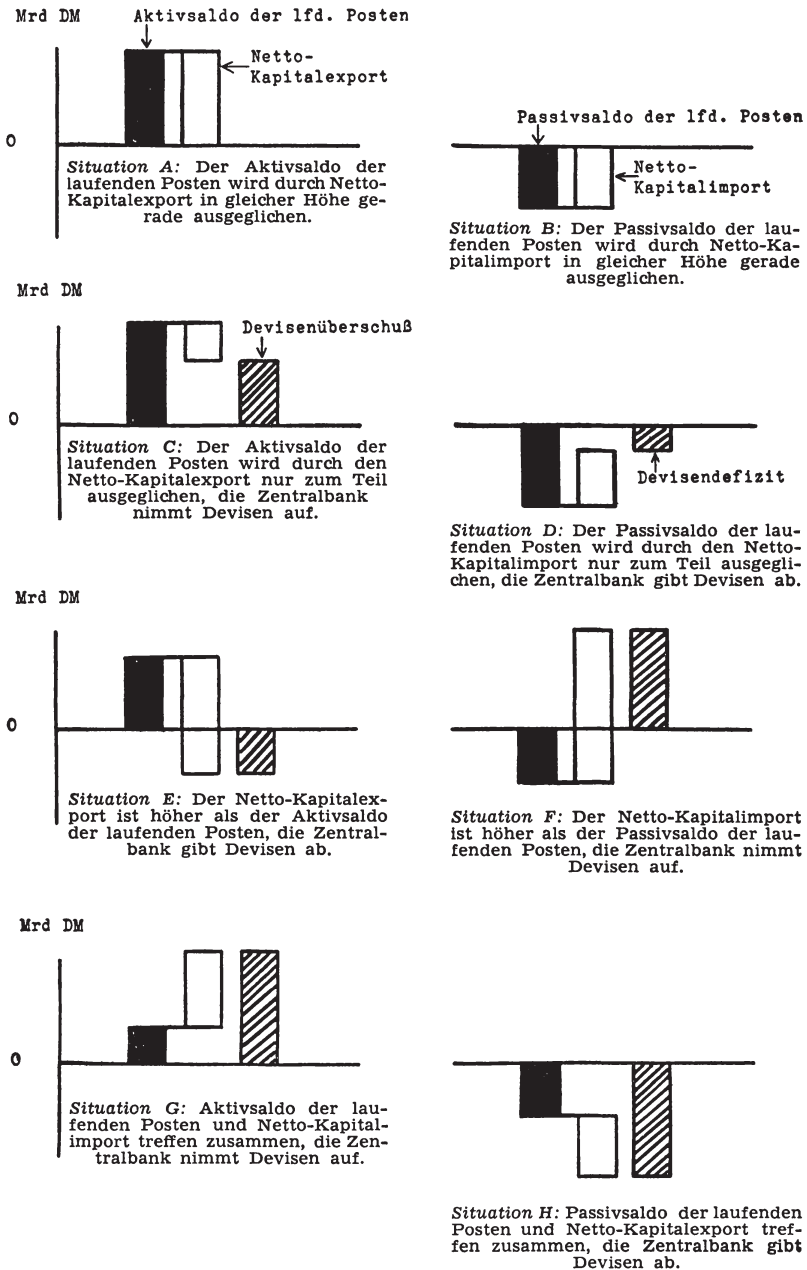 Mrd DM
Aktivsaldo der lfd. Posten
Netto-
Kapitalexport
0
Situation A: Der Aktivsaldo der
laufenden Posten wird durch Netto-
Kapitalexport in gleicher Höhe ge-
rade ausgeglichen.
Passivsaldo der lfd. Posten
Netto-
Kapitalimport
Situation B: Der Passivsaldo der lau-
fenden Posten wird durch Netto-Ka-
pitalimport in gleicher Höhe gerade
ausgeglichen.
Mrd DM
Devisenüberschuß
0
Situation C: Der Aktivsaldo der
laufenden Posten wird durch den
Netto-Kapitalexport nur zum Teil
ausgeglichen, die Zentralbank
nimmt Devisen auf.
Devisendefizit
Situation D: Der Passivsaldo der lau-
fenden Posten wird durch den Netto-
Kapitalimport nur zum Teil ausgegli-
chen, die Zentralbank gibt Devisen ab.
Mrd DM
0
Situation E: Der Netto-Kapitalex-
port ist höher als der Aktivsaldo
der laufenden Posten, die Zentral-
bank gibt Devisen ab.
Situation F: Der Netto-Kapitalimport
ist höher als der Passivsaldo der lau-
fenden Posten, die Zentralbank nimmt
Devisen auf.
Mrd DM
0
Situation G: Aktivsaldo der lau-
fenden Posten und Netto-Kapital-
import treffen zusammen, die Zen-
tralbank nimmt Devisen auf.
Situation H: Passivsaldo der laufenden
Posten und Netto-Kapitalexport tref-
fen zusammen, die Zentralbank gibt
Devisen ab.